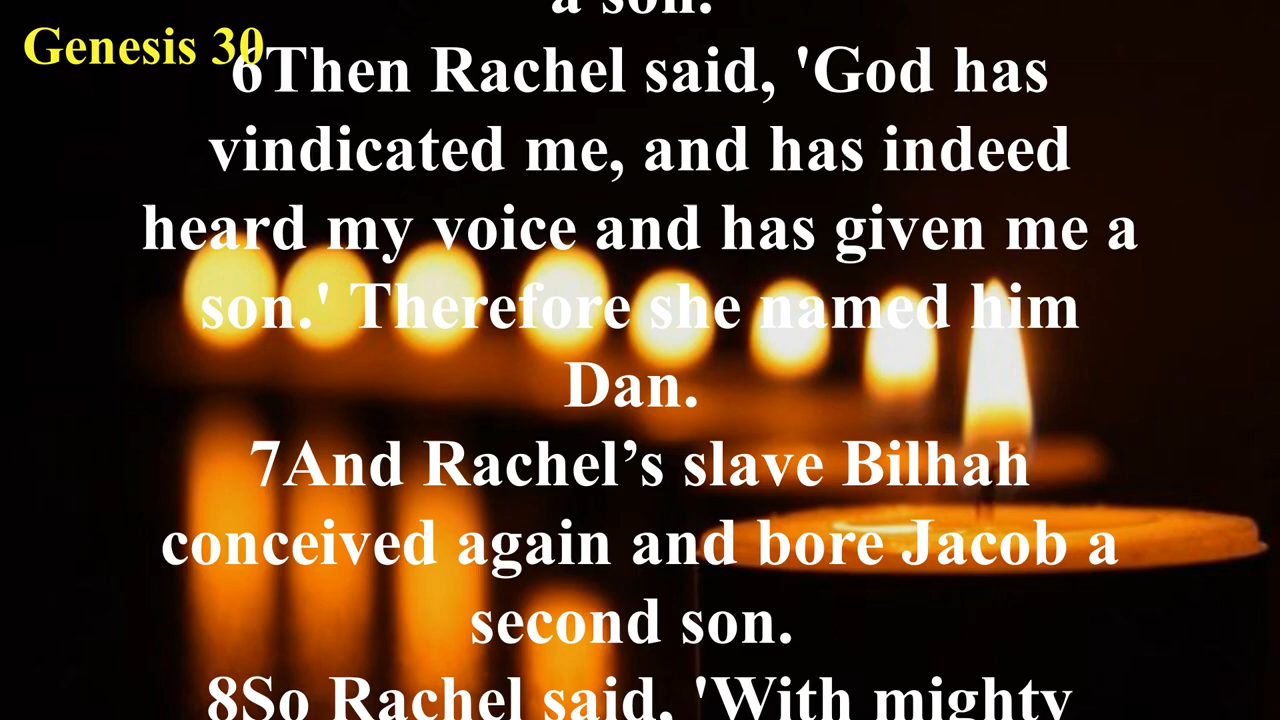 a son.
Genesis 30
6Then Rachel said, 'God has
vindicated me, and has indeed
heard my voice and has given me a
son.' Therefore she named him
Dan.
7And Rachel’s slave Bilhah
conceived again and bore Jacob a
second son.
8So Rachel said, 'With mighty